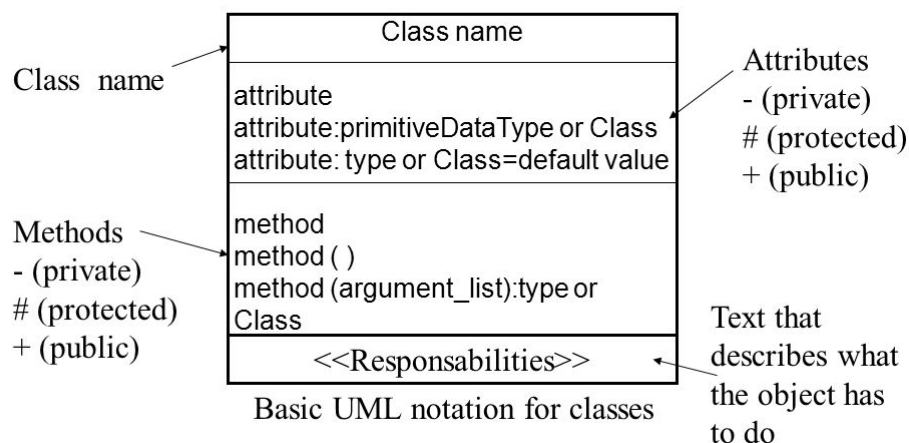 Class name
Class name
attribute
attribute:primitiveDataType or Class
attribute: type or Class=default value
Attributes
- (private)
# (protected)
+ (public)
Methods
- (private)
# (protected)
+ (public)
method
method ( )
method (argument_list):type or
Class
<<Responsabilities>>
Text that
describes what
the object has
to do
Basic UML notation for classes